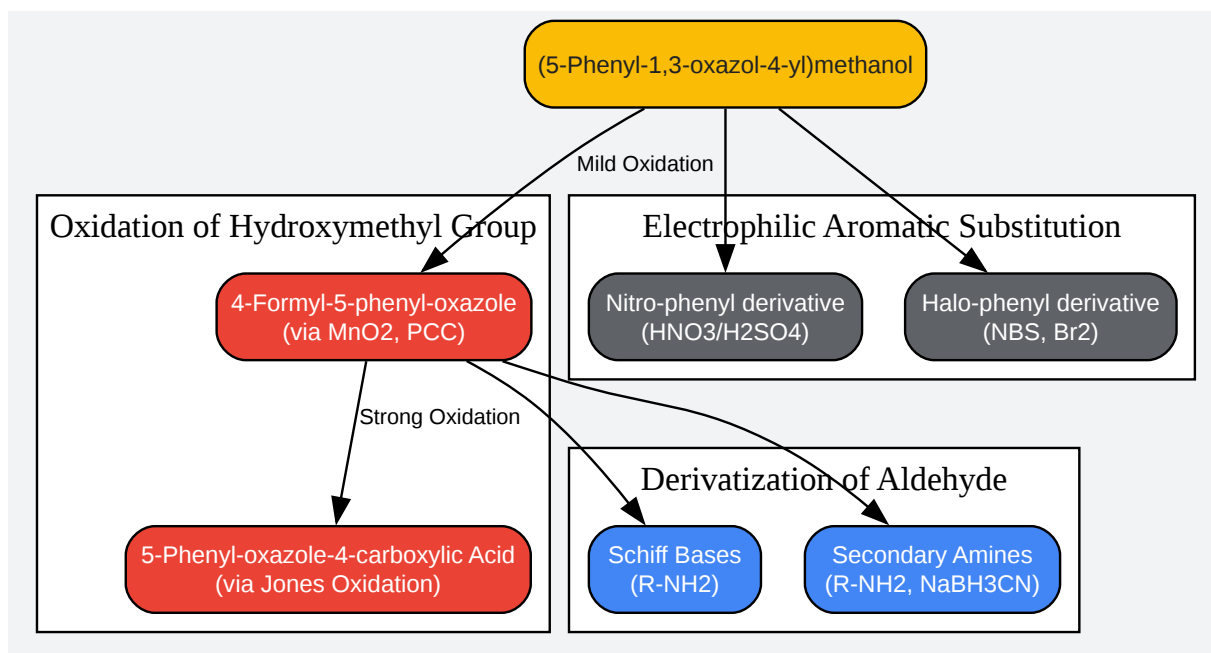 (5-Phenyl-1,3-oxazol-4-yl)methanol
Mild Oxidation
Oxidation of Hydroxymethyl Group
Electrophilic Aromatic Substitution
4-Formyl-5-phenyl-oxazole
(via MnO2, PCC)
Nitro-phenyl derivative
(HNO3/H2SO4)
Halo-phenyl derivative
(NBS, Br2)
Strong Oxidation
Derivatization of Aldehyde
5-Phenyl-oxazole-4-carboxylic Acid
(via Jones Oxidation)
Schiff Bases
(R-NH2)
Secondary Amines
(R-NH2, NaBH3CN)